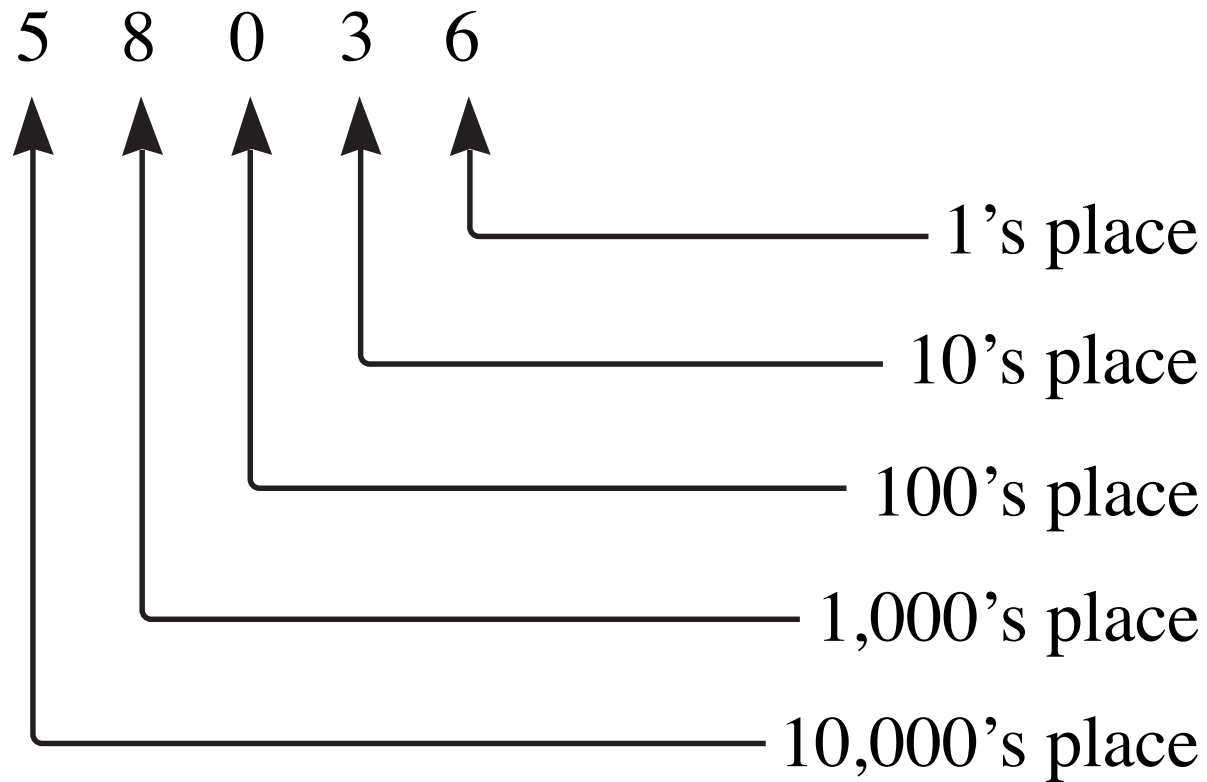 5 8 0 3 6
1’s place
10’s place
100’s place
1,000’s place
10,000’s place